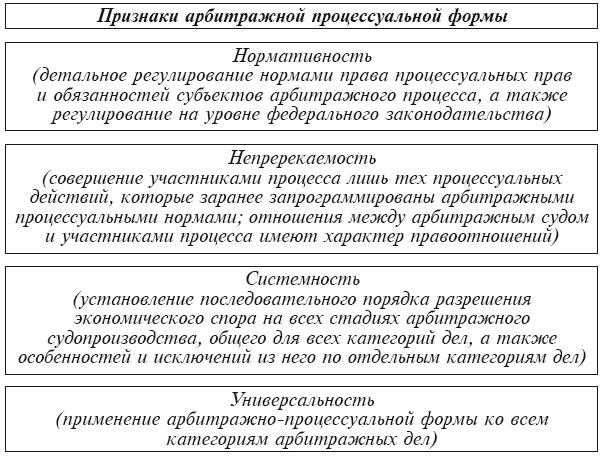 Признаки арбитражной процессуальной формы
Нормативность
(детальное регулирование нормами права процессуальных прав
и обязанностей субъектов арбитражного процесса, а также
регулирование на уровне федерального законодательства)
Непререкаемость
(совершение участниками процесса лишь тех процессуальных
действий, которые заранее запрограммированы арбитражными
процессуальными нормами; отношения между арбитражным судом
и участниками процесса имеют характер правоотношений)
Системность
(установление последовательного порядка разрешения
экономического спора на всех стадиях арбитражного
судопроизводства, общего для всех категорий дел, а также
особенностей и исключений из него по отдельным категориям дел)
Универсальность
(применение арбитражно-процессуальной формы ко всем
категориям арбитражных дел)